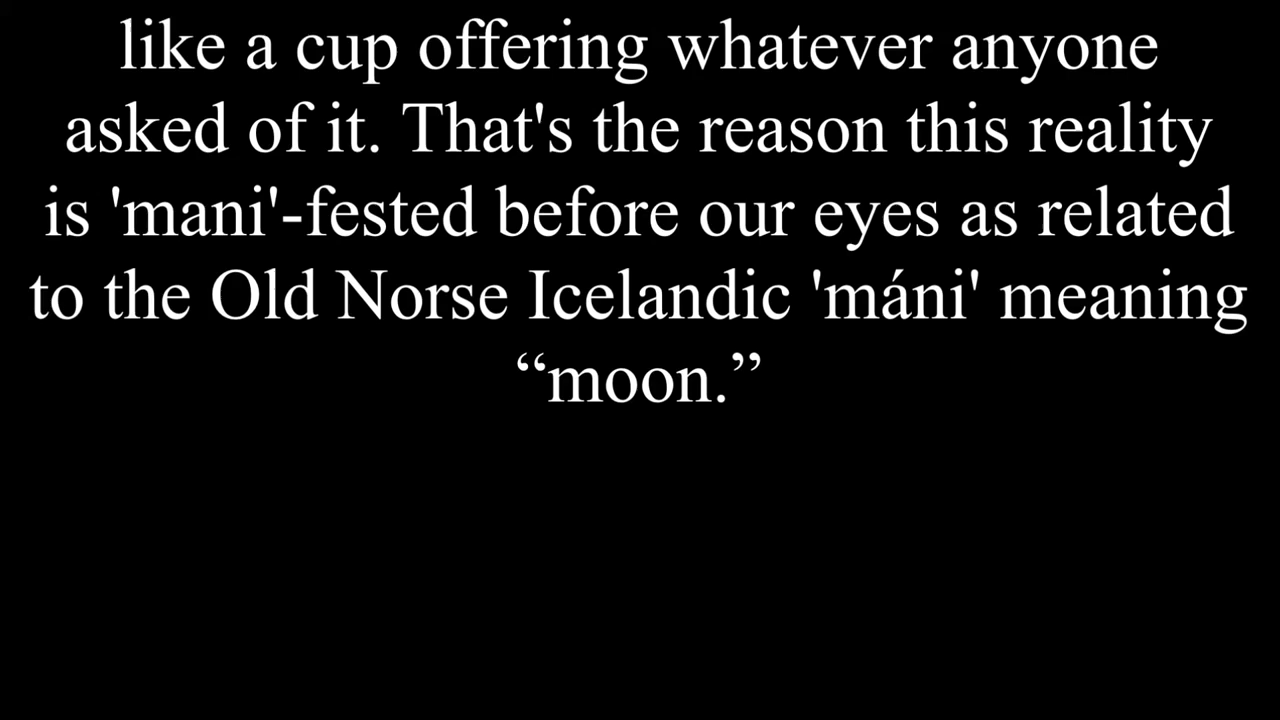 like a cup offering whatever anyone
asked of it. That's the reason this reality
is 'mani'-fested before our eyes as related
to the Old Norse Icelandic 'máni' meaning
“moon.”